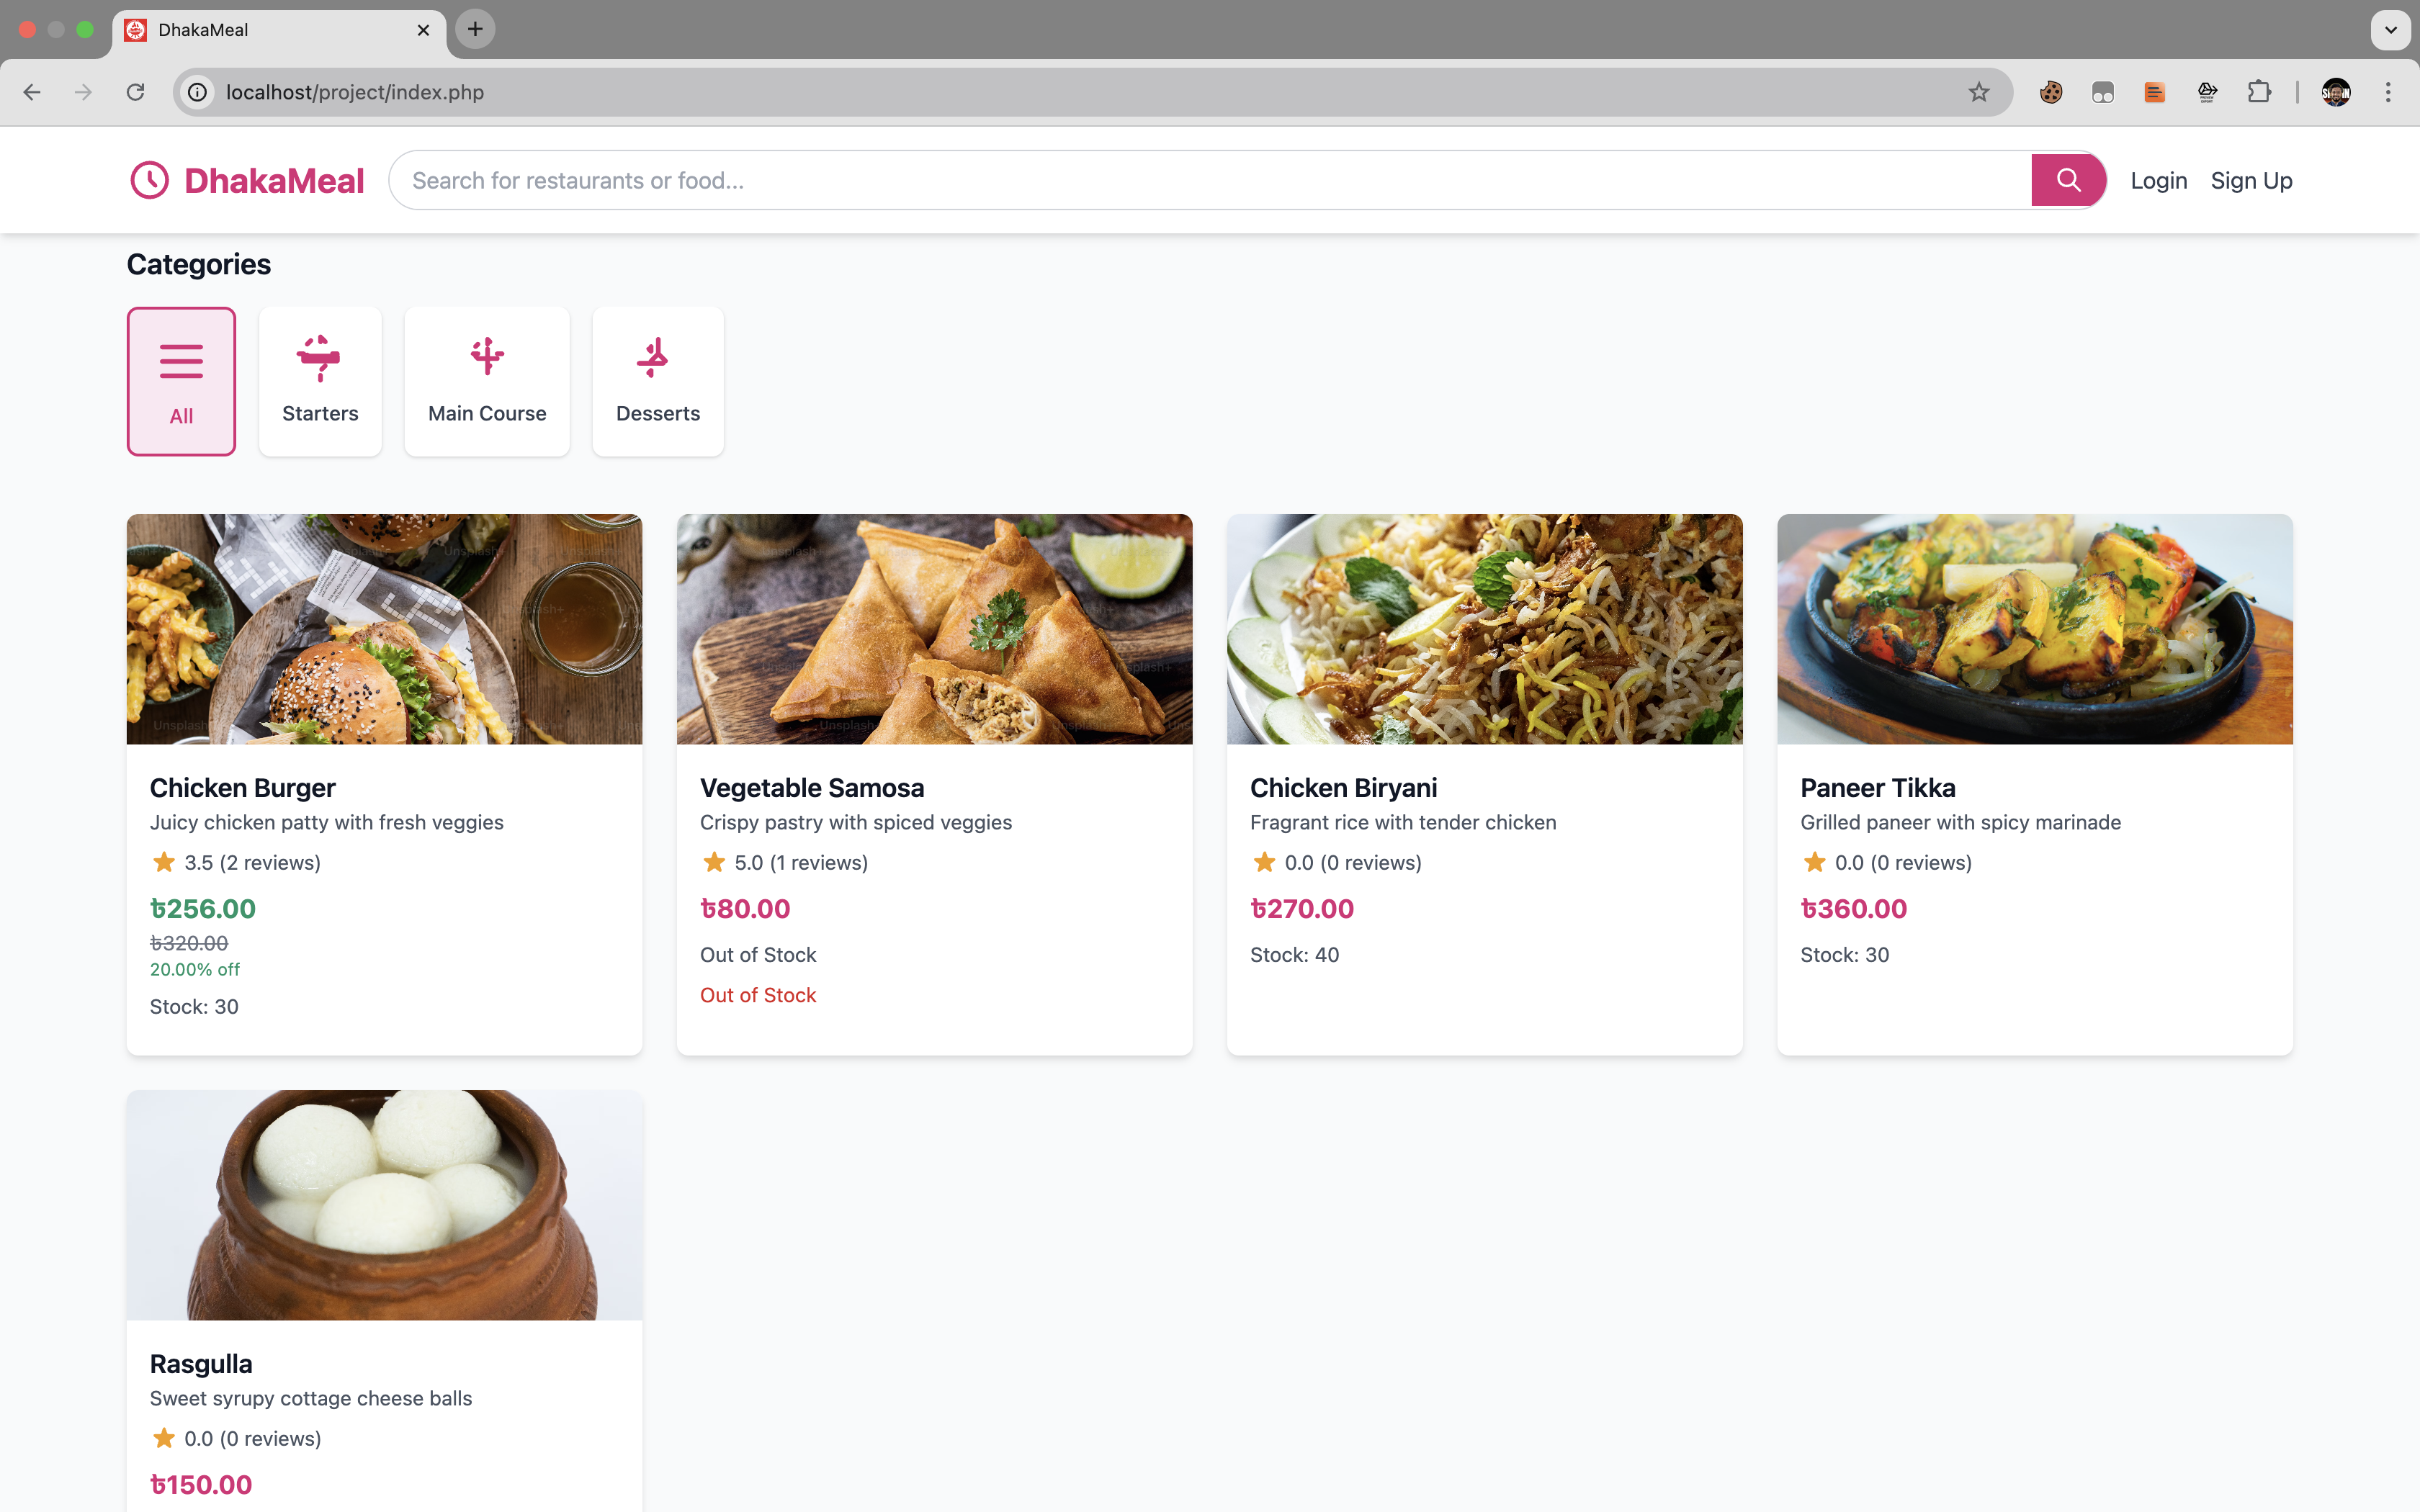 DhakaMeal
localhost/project/index.php
DhakaMeal
Search for restaurants or food...
Login
Sign Up
Categories
All
Starters
Main Course
Desserts
Chicken Burger
Juicy chicken patty with fresh veggies
3.5 (2 reviews)
৳256.00
৳320.00
20.00% off
Stock: 30
Vegetable Samosa
Crispy pastry with spiced veggies
5.0 (1 reviews)
৳80.00
Out of Stock
Out of Stock
Chicken Biryani
Fragrant rice with tender chicken
0.0 (0 reviews)
৳270.00
Stock: 40
Paneer Tikka
Grilled paneer with spicy marinade
0.0 (0 reviews)
৳360.00
Stock: 30
Rasgulla
Sweet syrupy cottage cheese balls
0.0 (0 reviews)
৳150.00